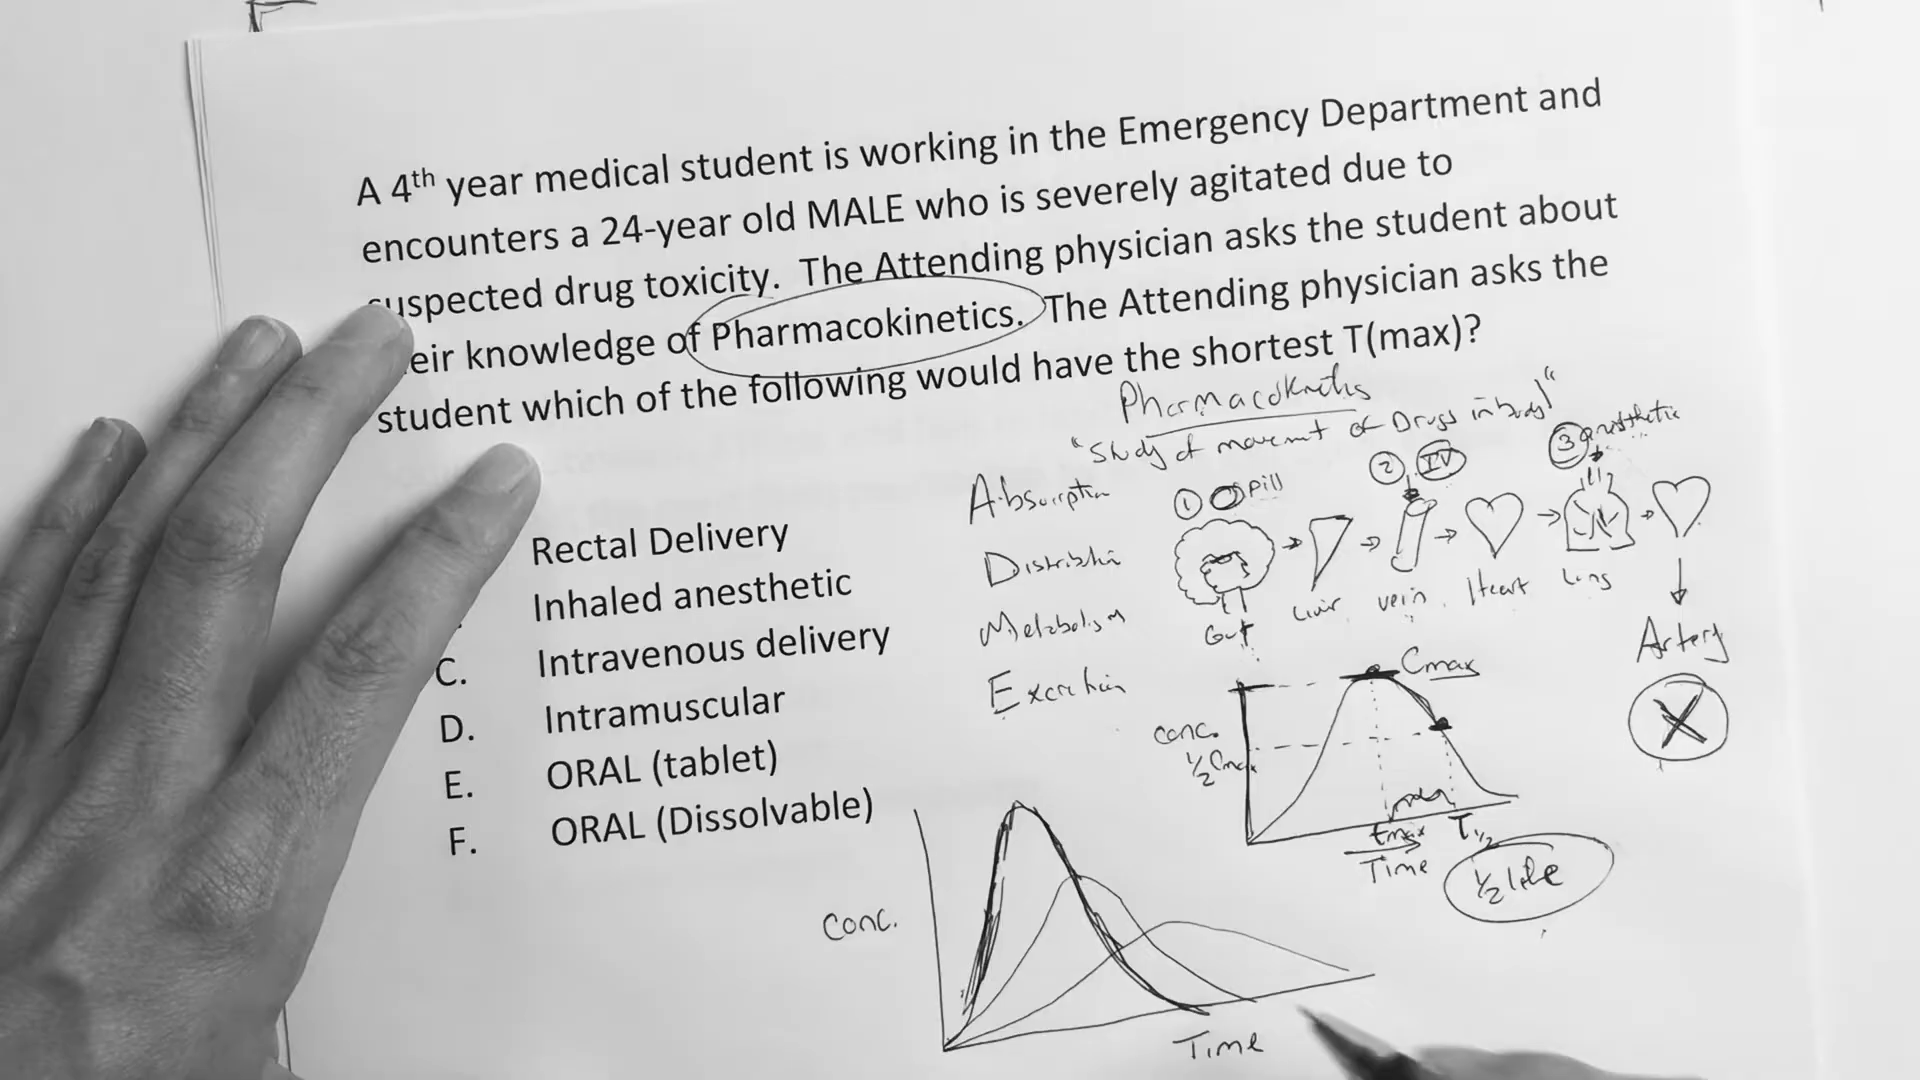 A 4th year medical student is working in the Emergency Department and
encounters a 24-year old MALE who is severely agitated due to
suspected drug toxicity. The Attending physician asks the student about
eir knowledge of Pharmacokinetics. The Attending physician asks the
student which of the following would have the shortest T(max)?
Pharmacokinetics
"Study of movement of Drugs in body"
Absorption
Distribution
Metabolism
Excretion
1 Pill
2 IV
3 anesthetic
Gut
Liver
vein
Heart
Lung
Artery
X
Rectal Delivery
Inhaled anesthetic
C. Intravenous delivery
D. Intramuscular
E. ORAL (tablet)
F. ORAL (Dissolvable)
Cmax
conc.
1/2 Cmax
tmax
T 1/2
Time
1/2 life
Conc.
Time